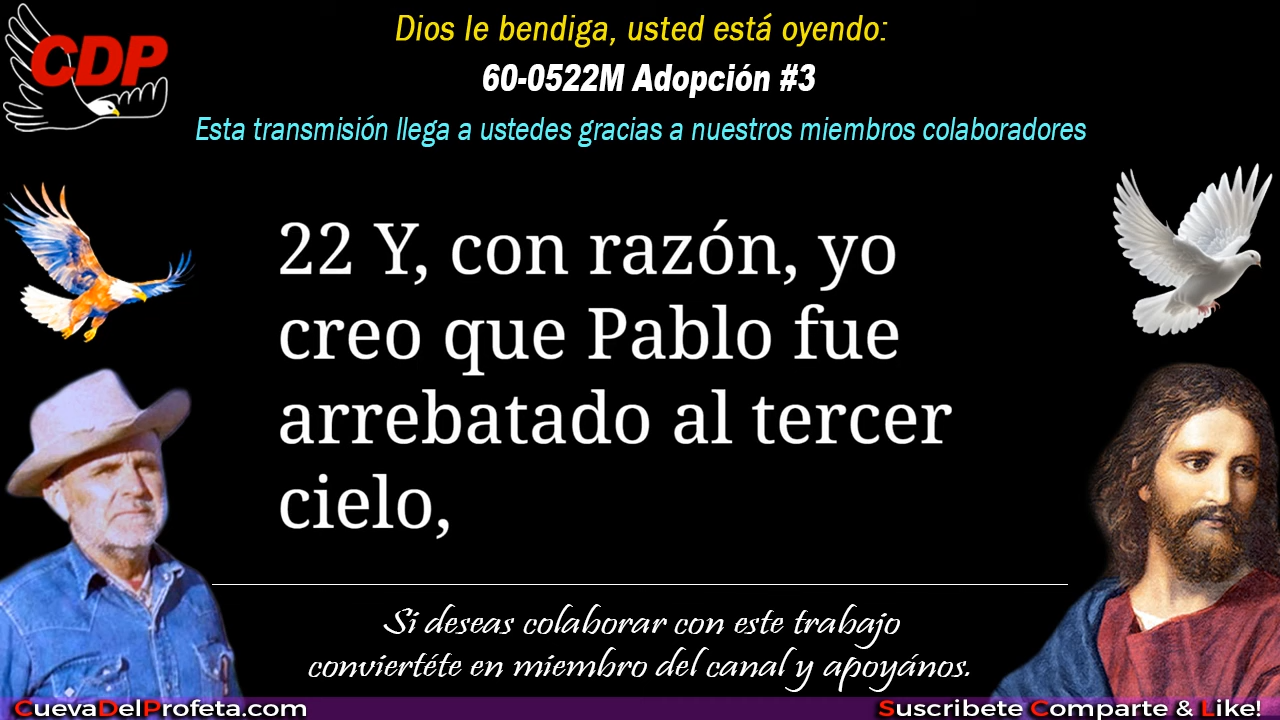 CDP
Dios le bendiga, usted está oyendo:
60-0522M Adopción #3
Esta transmisión llega a ustedes gracias a nuestros miembros colaboradores
22 Y, con razón, yo
creo que Pablo fue
arrebatado al tercer
cielo,
Si deseas colaborar con este trabajo
conviertéte en miembro del canal y apoyános.
CuevaDelProfeta.com
Suscribete Comparte & Like!